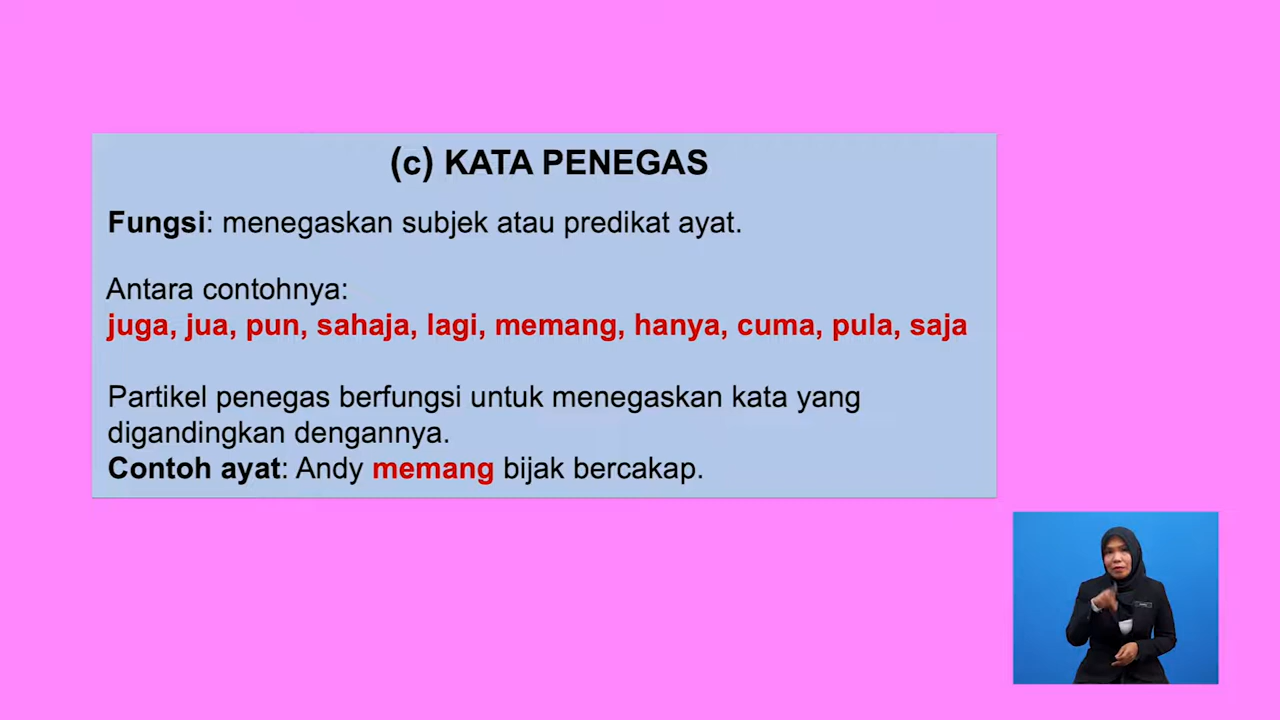 (c) KATA PENEGAS
Fungsi: menegaskan subjek atau predikat ayat.
Antara contohnya:
juga, jua, pun, sahaja, lagi, memang, hanya, cuma, pula, saja
Partikel penegas berfungsi untuk menegaskan kata yang
digandingkan dengannya.
Contoh ayat: Andy memang bijak bercakap.